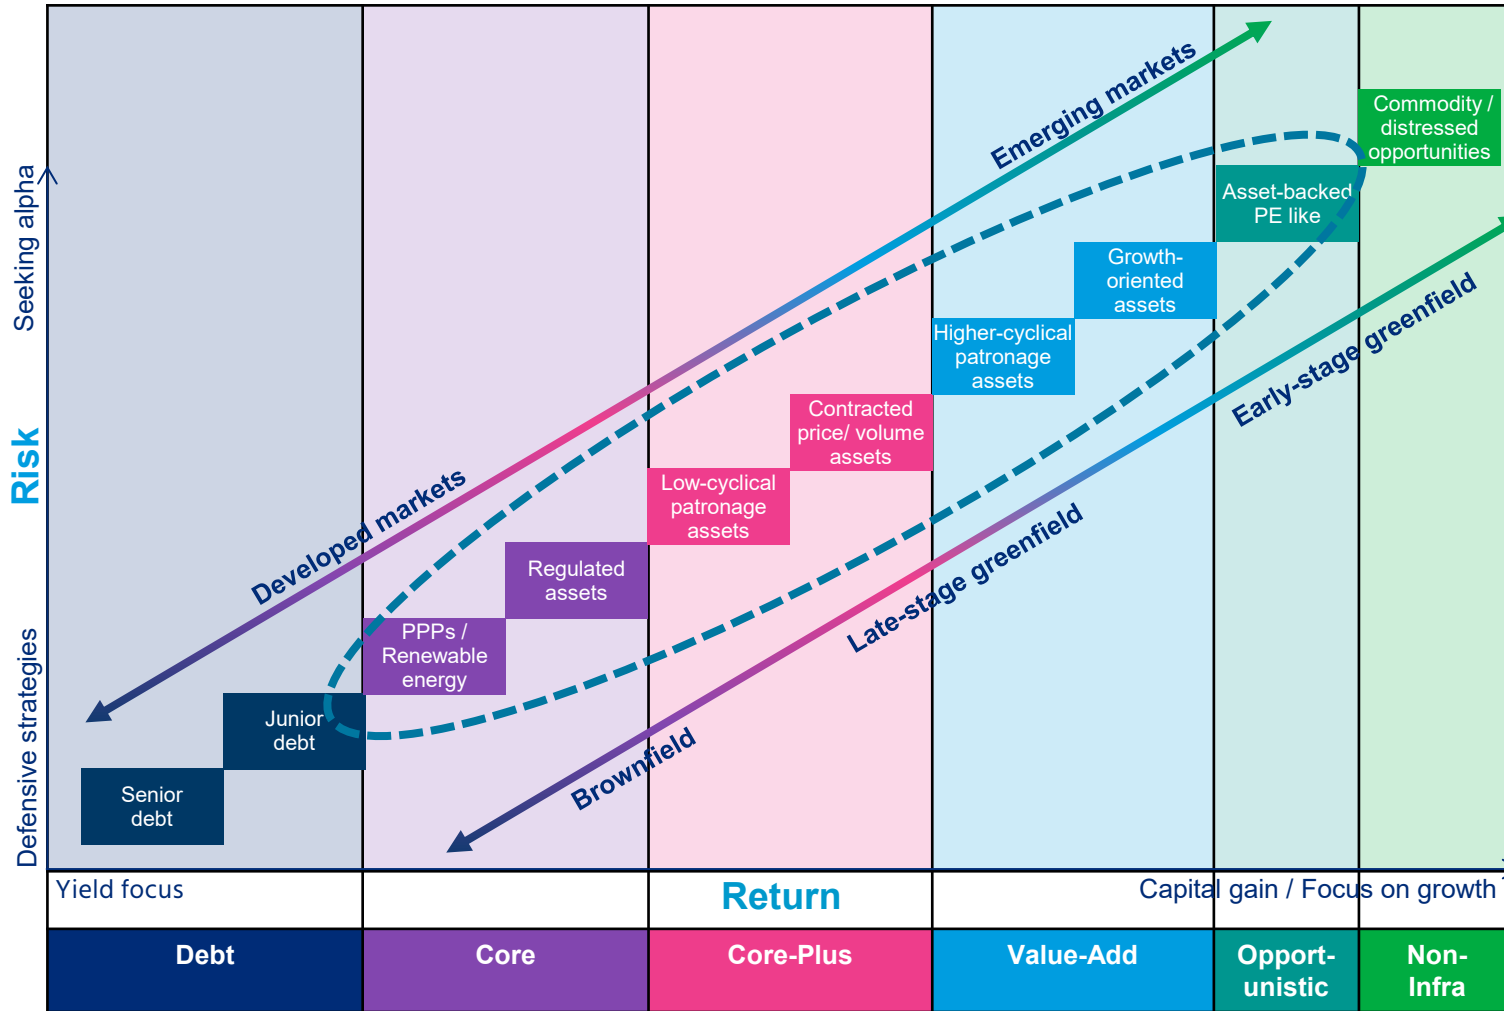 Emerging markets
Commodity /
distressed
opportunities
Seeking alpha
Asset-backed
PE like
Growth-
oriented
assets
Higher-cyclical
patronage
assets
Early-stage greenfield
Contracted
price/ volume
assets
Risk
Low-cyclical
patronage
assets
Developed markets
Late-stage greenfield
Regulated
assets
PPPs /
Renewable
energy
Defensive strategies
Junior
debt
Brownfield
Senior
debt
Yield focus
Return
Capital gain / Focus on growth
Debt
Core
Core-Plus
Value-Add
Opport-
unistic
Non-
Infra